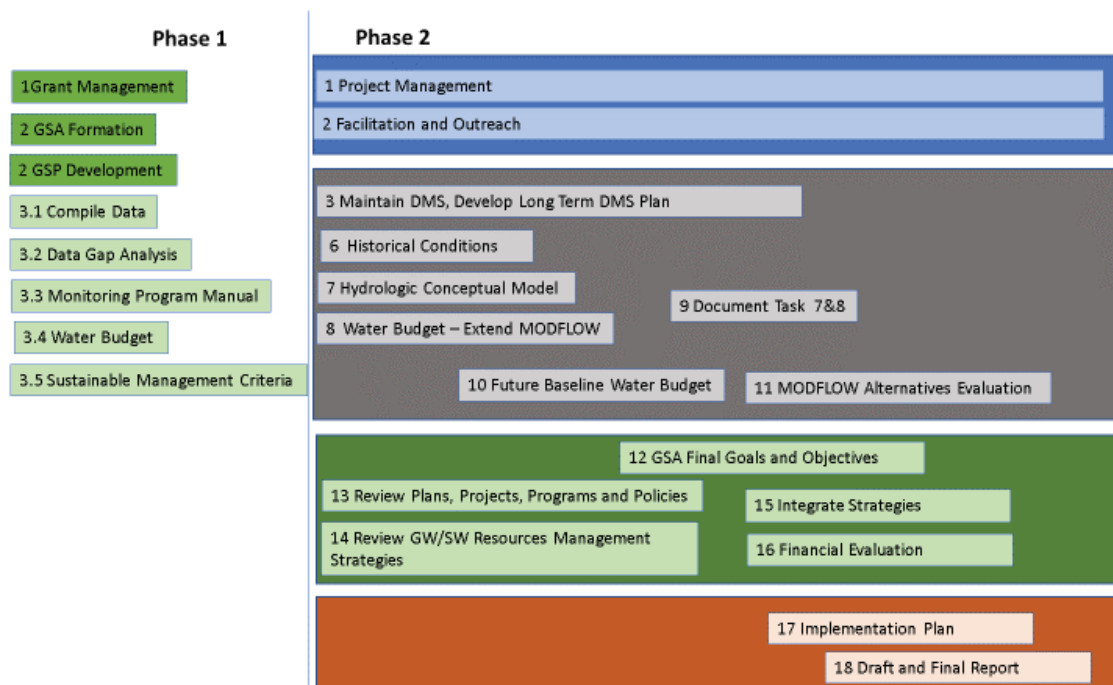 Phase 1
Phase 2
1Grant Management
2 GSA Formation
2 GSP Development
3.1 Compile Data
3.2 Data Gap Analysis
3.3 Monitoring Program Manual
3.4 Water Budget
3.5 Sustainable Management Criteria
1 Project Management
2 Facilitation and Outreach
3 Maintain DMS, Develop Long Term DMS Plan
6 Historical Conditions
7 Hydrologic Conceptual Model
8 Water Budget – Extend MODFLOW
9 Document Task 7&8
10 Future Baseline Water Budget
11 MODFLOW Alternatives Evaluation
12 GSA Final Goals and Objectives
13 Review Plans, Projects, Programs and Policies
14 Review GW/SW Resources Management
Strategies
15 Integrate Strategies
16 Financial Evaluation
17 Implementation Plan
18 Draft and Final Report